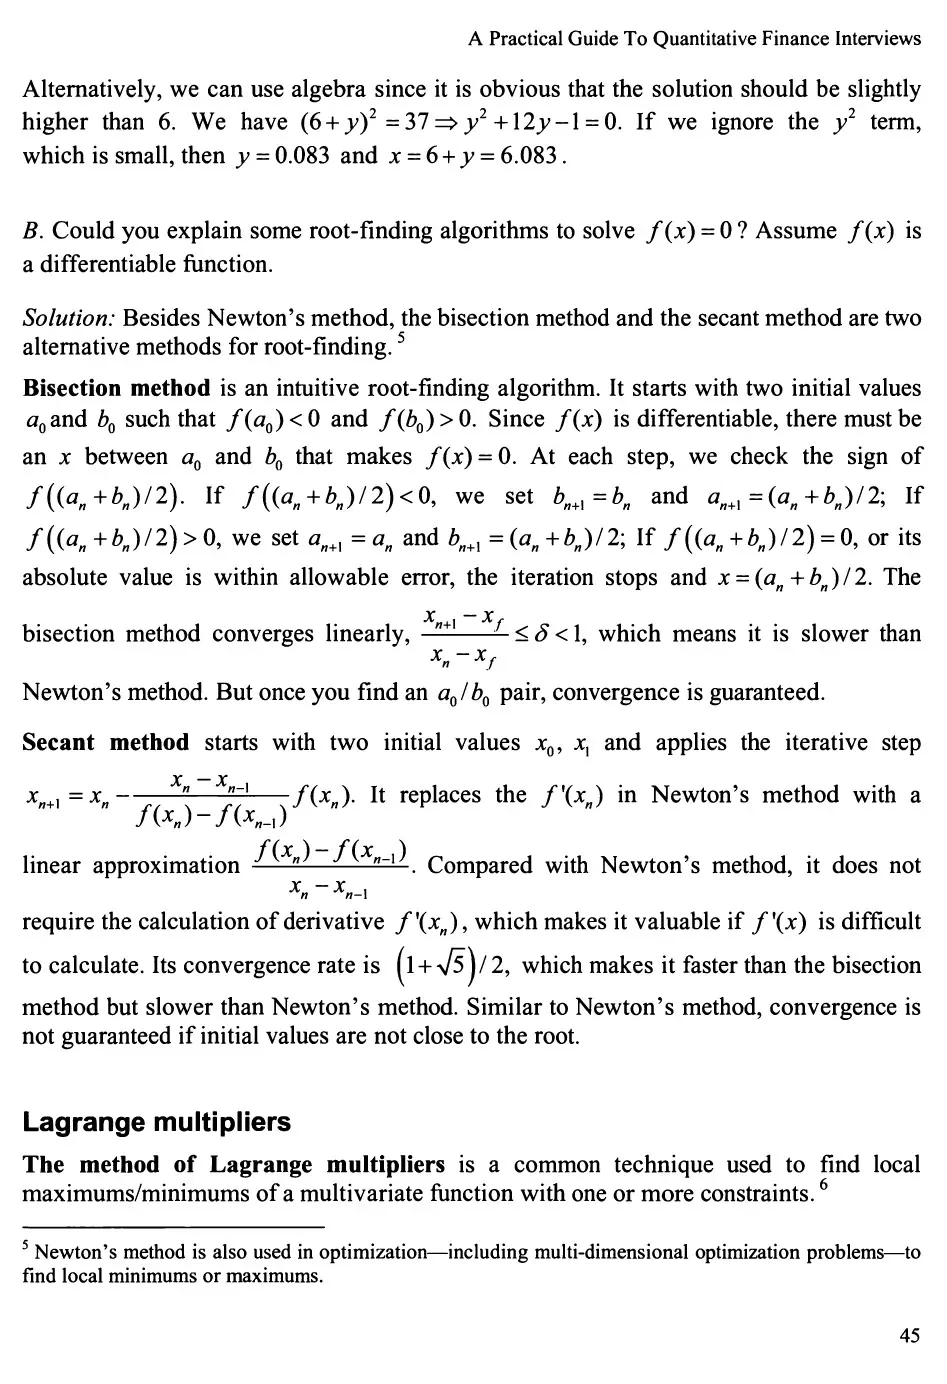 A Practical Guide To Quantitative Finance Interviews
Alternatively, we can use algebra since it is obvious that the solution should be slightly
higher than 6. We have (6+y)² = 37 ⇒ y² +12y−1 = 0. If we ignore the y² term,
which is small, then y = 0.083 and x = 6+y = 6.083.
B. Could you explain some root-finding algorithms to solve f(x) = 0? Assume f(x) is
a differentiable function.
Solution: Besides Newton's method, the bisection method and the secant method are two
alternative methods for root-finding. ⁵
Bisection method is an intuitive root-finding algorithm. It starts with two initial values
a₀ and b₀ such that f(a₀) < 0 and f(b₀) > 0. Since f(x) is differentiable, there must be
an x between a₀ and b₀ that makes f(x) = 0. At each step, we check the sign of
f((aₙ+bₙ)/2). If f((aₙ+bₙ)/2) < 0, we set bₙ₊₁ = bₙ and aₙ₊₁ = (aₙ+bₙ)/2; If
f((aₙ+bₙ)/2) > 0, we set aₙ₊₁ = aₙ and bₙ₊₁ = (aₙ+bₙ)/2; If f((aₙ+bₙ)/2) = 0, or its
absolute value is within allowable error, the iteration stops and x = (aₙ+bₙ)/2. The
bisection method converges linearly, (xₙ₊₁ − x_f)/(xₙ − x_f) ≤ δ < 1, which means it is slower than
Newton's method. But once you find an a₀/b₀ pair, convergence is guaranteed.
Secant method starts with two initial values x₀, x₁ and applies the iterative step
xₙ₊₁ = xₙ − (xₙ − xₙ₋₁)/(f(xₙ) − f(xₙ₋₁)) f(xₙ). It replaces the f'(xₙ) in Newton's method with a
linear approximation (f(xₙ) − f(xₙ₋₁))/(xₙ − xₙ₋₁). Compared with Newton's method, it does not
require the calculation of derivative f'(xₙ), which makes it valuable if f'(x) is difficult
to calculate. Its convergence rate is (1+√5)/2, which makes it faster than the bisection
method but slower than Newton's method. Similar to Newton's method, convergence is
not guaranteed if initial values are not close to the root.
Lagrange multipliers
The method of Lagrange multipliers is a common technique used to find local
maximums/minimums of a multivariate function with one or more constraints. ⁶
⁵ Newton's method is also used in optimization—including multi-dimensional optimization problems—to
find local minimums or maximums.
45